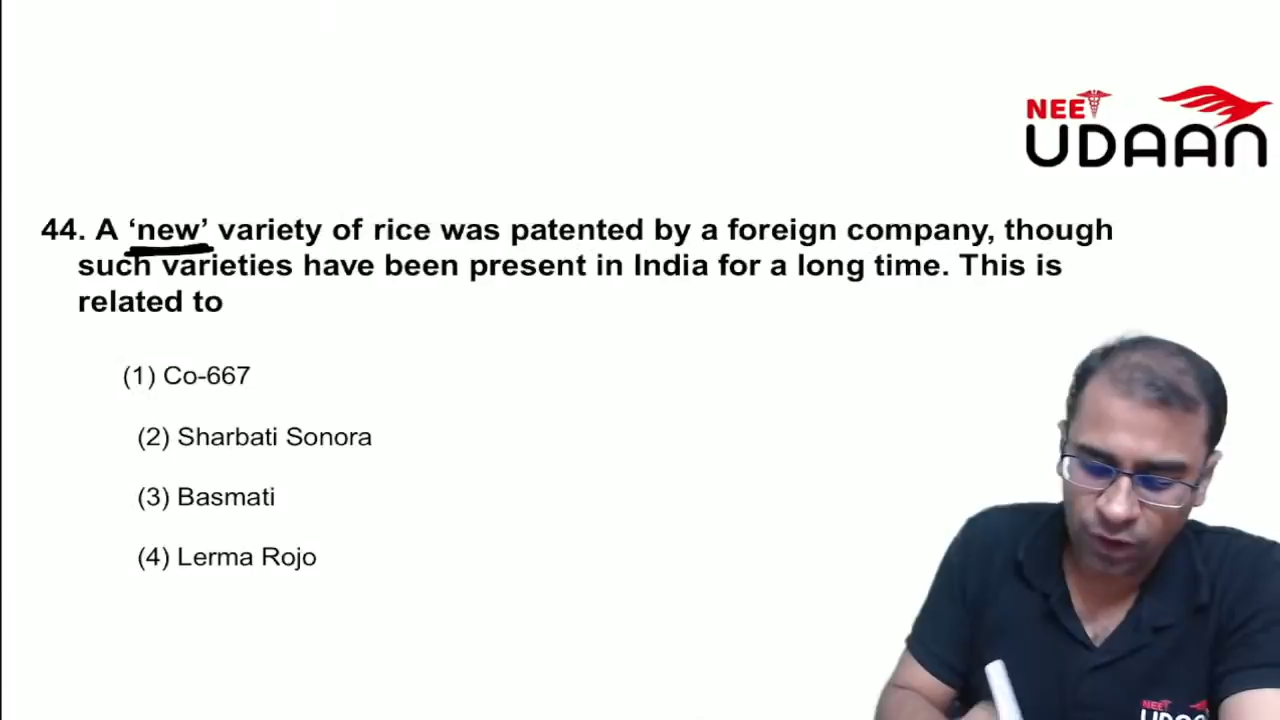 NEET
UDAAN
44. A ‘new’ variety of rice was patented by a foreign company, though
such varieties have been present in India for a long time. This is
related to
(1) Co-667
(2) Sharbati Sonora
(3) Basmati
(4) Lerma Rojo
NEET